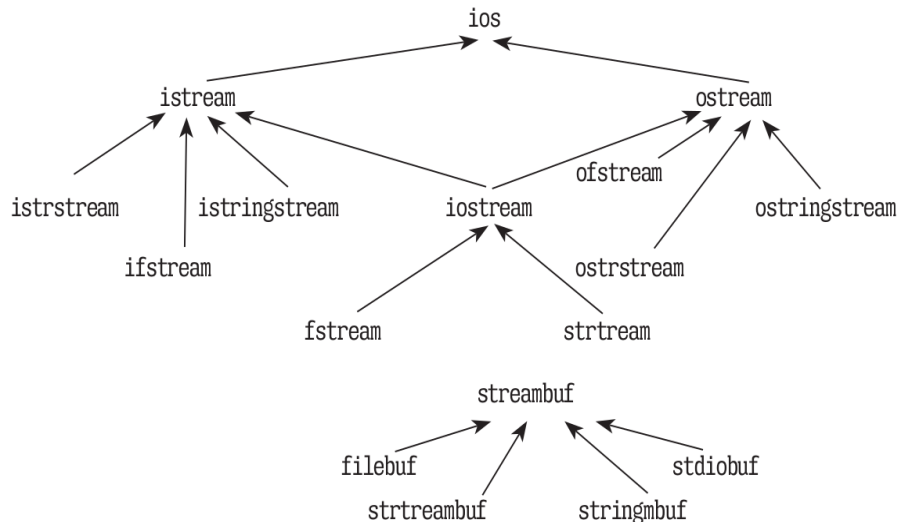 ios
istream ostream
ofstream
istrstream istringstream iostream ostringstream
ifstream ostrstream
fstream strtream
streambuf
filebuf stdiobuf
strtreambuf stringmbuf